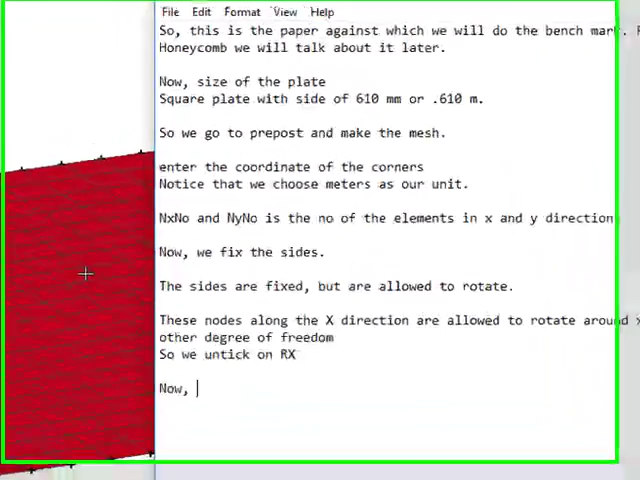 File Edit Format View Help
So, this is the paper against which we will do the bench mark.
Honeycomb we will talk about it later.
Now, size of the plate
Square plate with side of 610 mm or .610 m.
So we go to prepost and make the mesh.
enter the coordinate of the corners
Notice that we choose meters as our unit.
NxNo and NyNo is the no of the elements in x and y direction
Now, we fix the sides.
The sides are fixed, but are allowed to rotate.
These nodes along the X direction are allowed to rotate around
other degree of freedom
So we untick on RX
Now,